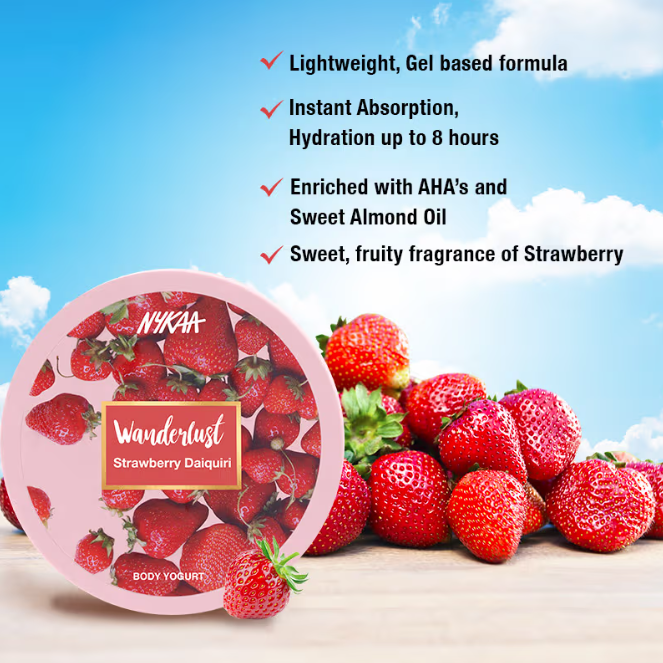 Lightweight, Gel based formula
Instant Absorption,
Hydration up to 8 hours
Enriched with AHA's and
Sweet Almond Oil
Sweet, fruity fragrance of Strawberry
NYKAA
Wanderlust
Strawberry Daiquiri
BODY YOGURT